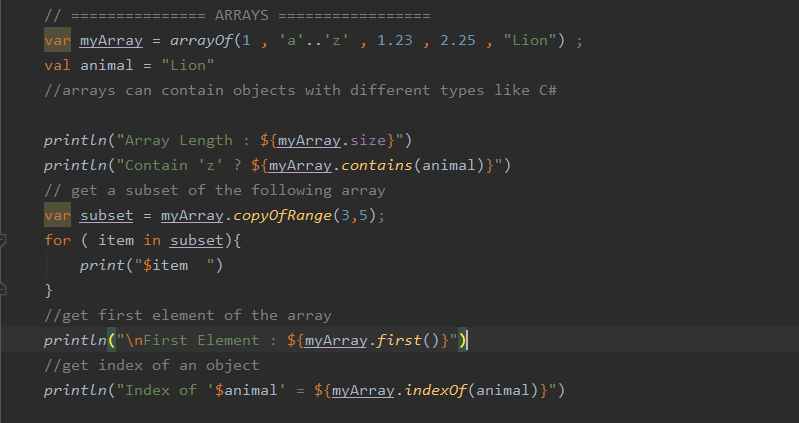 // =============== ARRAYS =================
var myArray = arrayOf(1 , 'a'..'z' , 1.23 , 2.25 , "Lion") ;
val animal = "Lion"
//arrays can contain objects with different types like C#
println("Array Length : ${myArray.size}")
println("Contain 'z' ? ${myArray.contains(animal)}")
// get a subset of the following array
var subset = myArray.copyOfRange(3,5);
for ( item in subset){
print("$item  ")
}
//get first element of the array
println("\nFirst Element : ${myArray.first()}")
//get index of an object
println("Index of '$animal' = ${myArray.indexOf(animal)}")